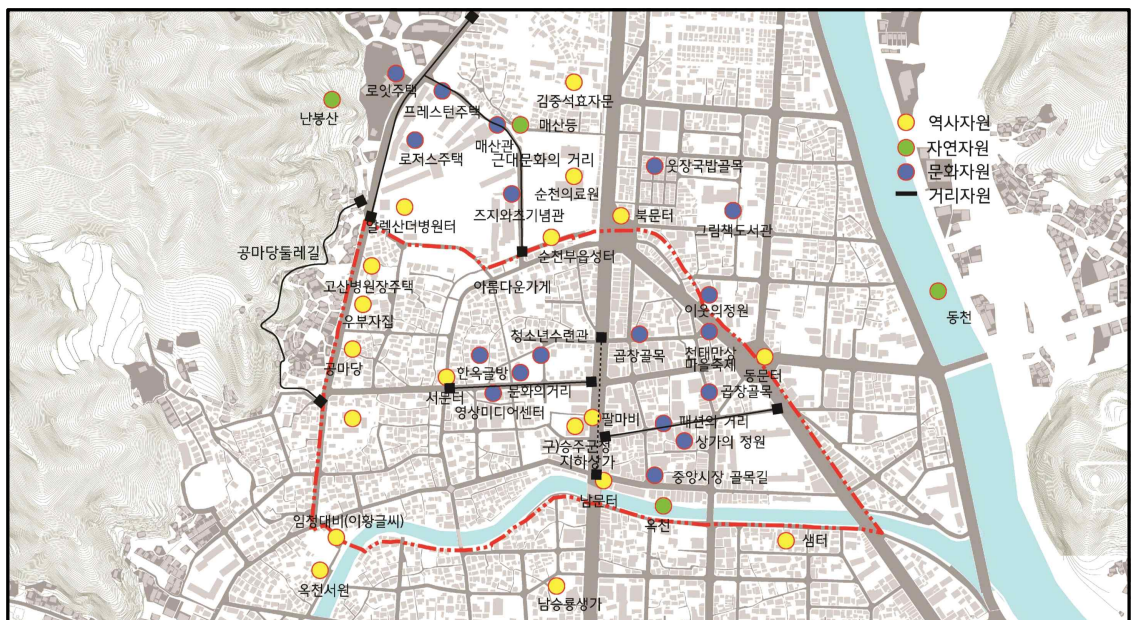 로잇주택
프레스턴주택
김중석효자문
난봉산
매산관
매산등
로저스주택
근대문화의 거리
웃장국밥골목
순천의료원
알렉산더병원터
즈지와츠기념관
북문터
그림책도서관
공마당둘레길
순천부읍성터
고산병원장주택
아름다운가게
이웃의정원
동천
우부자집
청소년수련관
곱창골목
천태만상
마을축제
공마당
한옥글방
동문터
서문터
문화의거리
곱창골목
영상미디어센터
팔마비
패션의 거리
구)승주군청
상가의 정원
지하상가
중앙시장 골목길
남문터
임청대비(이황글씨)
옥천
샘터
옥천서원
남승룡생가
역사자원
자연자원
문화자원
거리자원